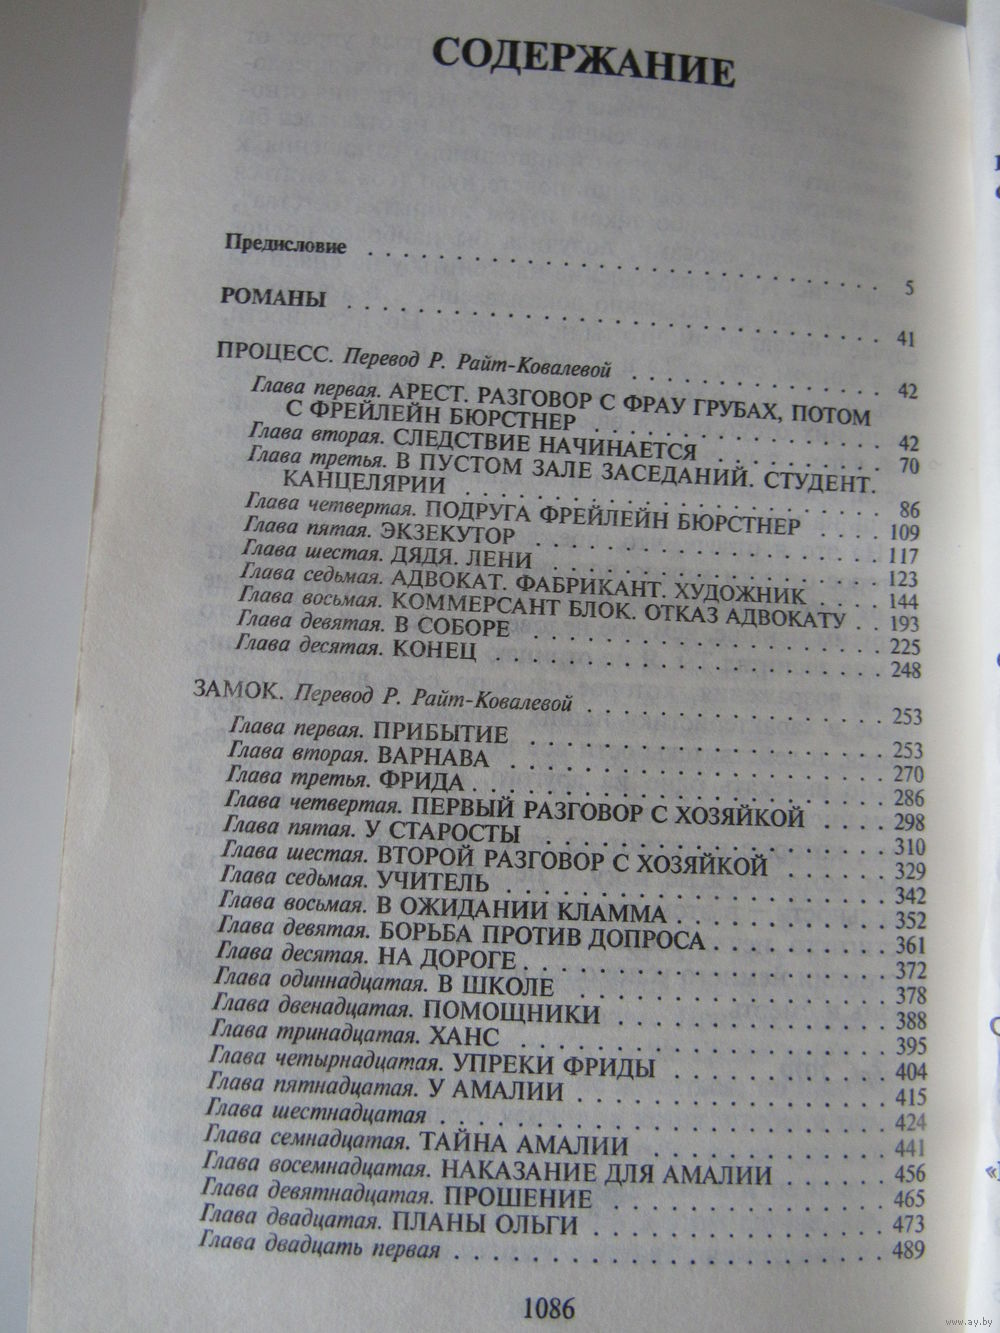 СОДЕРЖАНИЕ
Предисловие . . . . . . . . . . . . . . . . . . . . . . . . . . . . . 5
РОМАНЫ . . . . . . . . . . . . . . . . . . . . . . . . . . . . . . 41
ПРОЦЕСС. Перевод Р. Райт-Ковалевой . . . . . . . . . . . . . . 42
Глава первая. АРЕСТ. РАЗГОВОР С ФРАУ ГРУБАХ, ПОТОМ
С ФРЕЙЛЕЙН БЮРСТНЕР . . . . . . . . . . . . . . . . 42
Глава вторая. СЛЕДСТВИЕ НАЧИНАЕТСЯ . . . . . . . . . . 70
Глава третья. В ПУСТОМ ЗАЛЕ ЗАСЕДАНИЙ. СТУДЕНТ.
КАНЦЕЛЯРИИ . . . . . . . . . . . . . . . . . . . . . . . 86
Глава четвертая. ПОДРУГА ФРЕЙЛЕЙН БЮРСТНЕР . . . . 109
Глава пятая. ЭКЗЕКУТОР . . . . . . . . . . . . . . . . . . . 117
Глава шестая. ДЯДЯ. ЛЕНИ . . . . . . . . . . . . . . . . . . 123
Глава седьмая. АДВОКАТ. ФАБРИКАНТ. ХУДОЖНИК . . . . 144
Глава восьмая. КОММЕРСАНТ БЛОК. ОТКАЗ АДВОКАТУ . . 193
Глава девятая. В СОБОРЕ . . . . . . . . . . . . . . . . . . . 225
Глава десятая. КОНЕЦ . . . . . . . . . . . . . . . . . . . . . 248
ЗАМОК. Перевод Р. Райт-Ковалевой . . . . . . . . . . . . . . . . 253
Глава первая. ПРИБЫТИЕ . . . . . . . . . . . . . . . . . . . 253
Глава вторая. ВАРНАВА . . . . . . . . . . . . . . . . . . . . 270
Глава третья. ФРИДА . . . . . . . . . . . . . . . . . . . . . . 286
Глава четвертая. ПЕРВЫЙ РАЗГОВОР С ХОЗЯЙКОЙ . . . . 298
Глава пятая. У СТАРОСТЫ . . . . . . . . . . . . . . . . . . 310
Глава шестая. ВТОРОЙ РАЗГОВОР С ХОЗЯЙКОЙ . . . . . . 329
Глава седьмая. УЧИТЕЛЬ . . . . . . . . . . . . . . . . . . . . 342
Глава восьмая. В ОЖИДАНИИ КЛАММА . . . . . . . . . . . 352
Глава девятая. БОРЬБА ПРОТИВ ДОПРОСА . . . . . . . . . 361
Глава десятая. НА ДОРОГЕ . . . . . . . . . . . . . . . . . . . 372
Глава одиннадцатая. В ШКОЛЕ . . . . . . . . . . . . . . . . 378
Глава двенадцатая. ПОМОЩНИКИ . . . . . . . . . . . . . . 388
Глава тринадцатая. ХАНС . . . . . . . . . . . . . . . . . . . 395
Глава четырнадцатая. УПРЕКИ ФРИДЫ . . . . . . . . . . . 404
Глава пятнадцатая. У АМАЛИИ . . . . . . . . . . . . . . . . 415
Глава шестнадцатая . . . . . . . . . . . . . . . . . . . . . . . 424
Глава семнадцатая. ТАЙНА АМАЛИИ . . . . . . . . . . . . 441
Глава восемнадцатая. НАКАЗАНИЕ ДЛЯ АМАЛИИ . . . . . 456
Глава девятнадцатая. ПРОШЕНИЕ . . . . . . . . . . . . . . 465
Глава двадцатая. ПЛАНЫ ОЛЬГИ . . . . . . . . . . . . . . . 473
Глава двадцать первая . . . . . . . . . . . . . . . . . . . . . 489
1086
www.ay.by